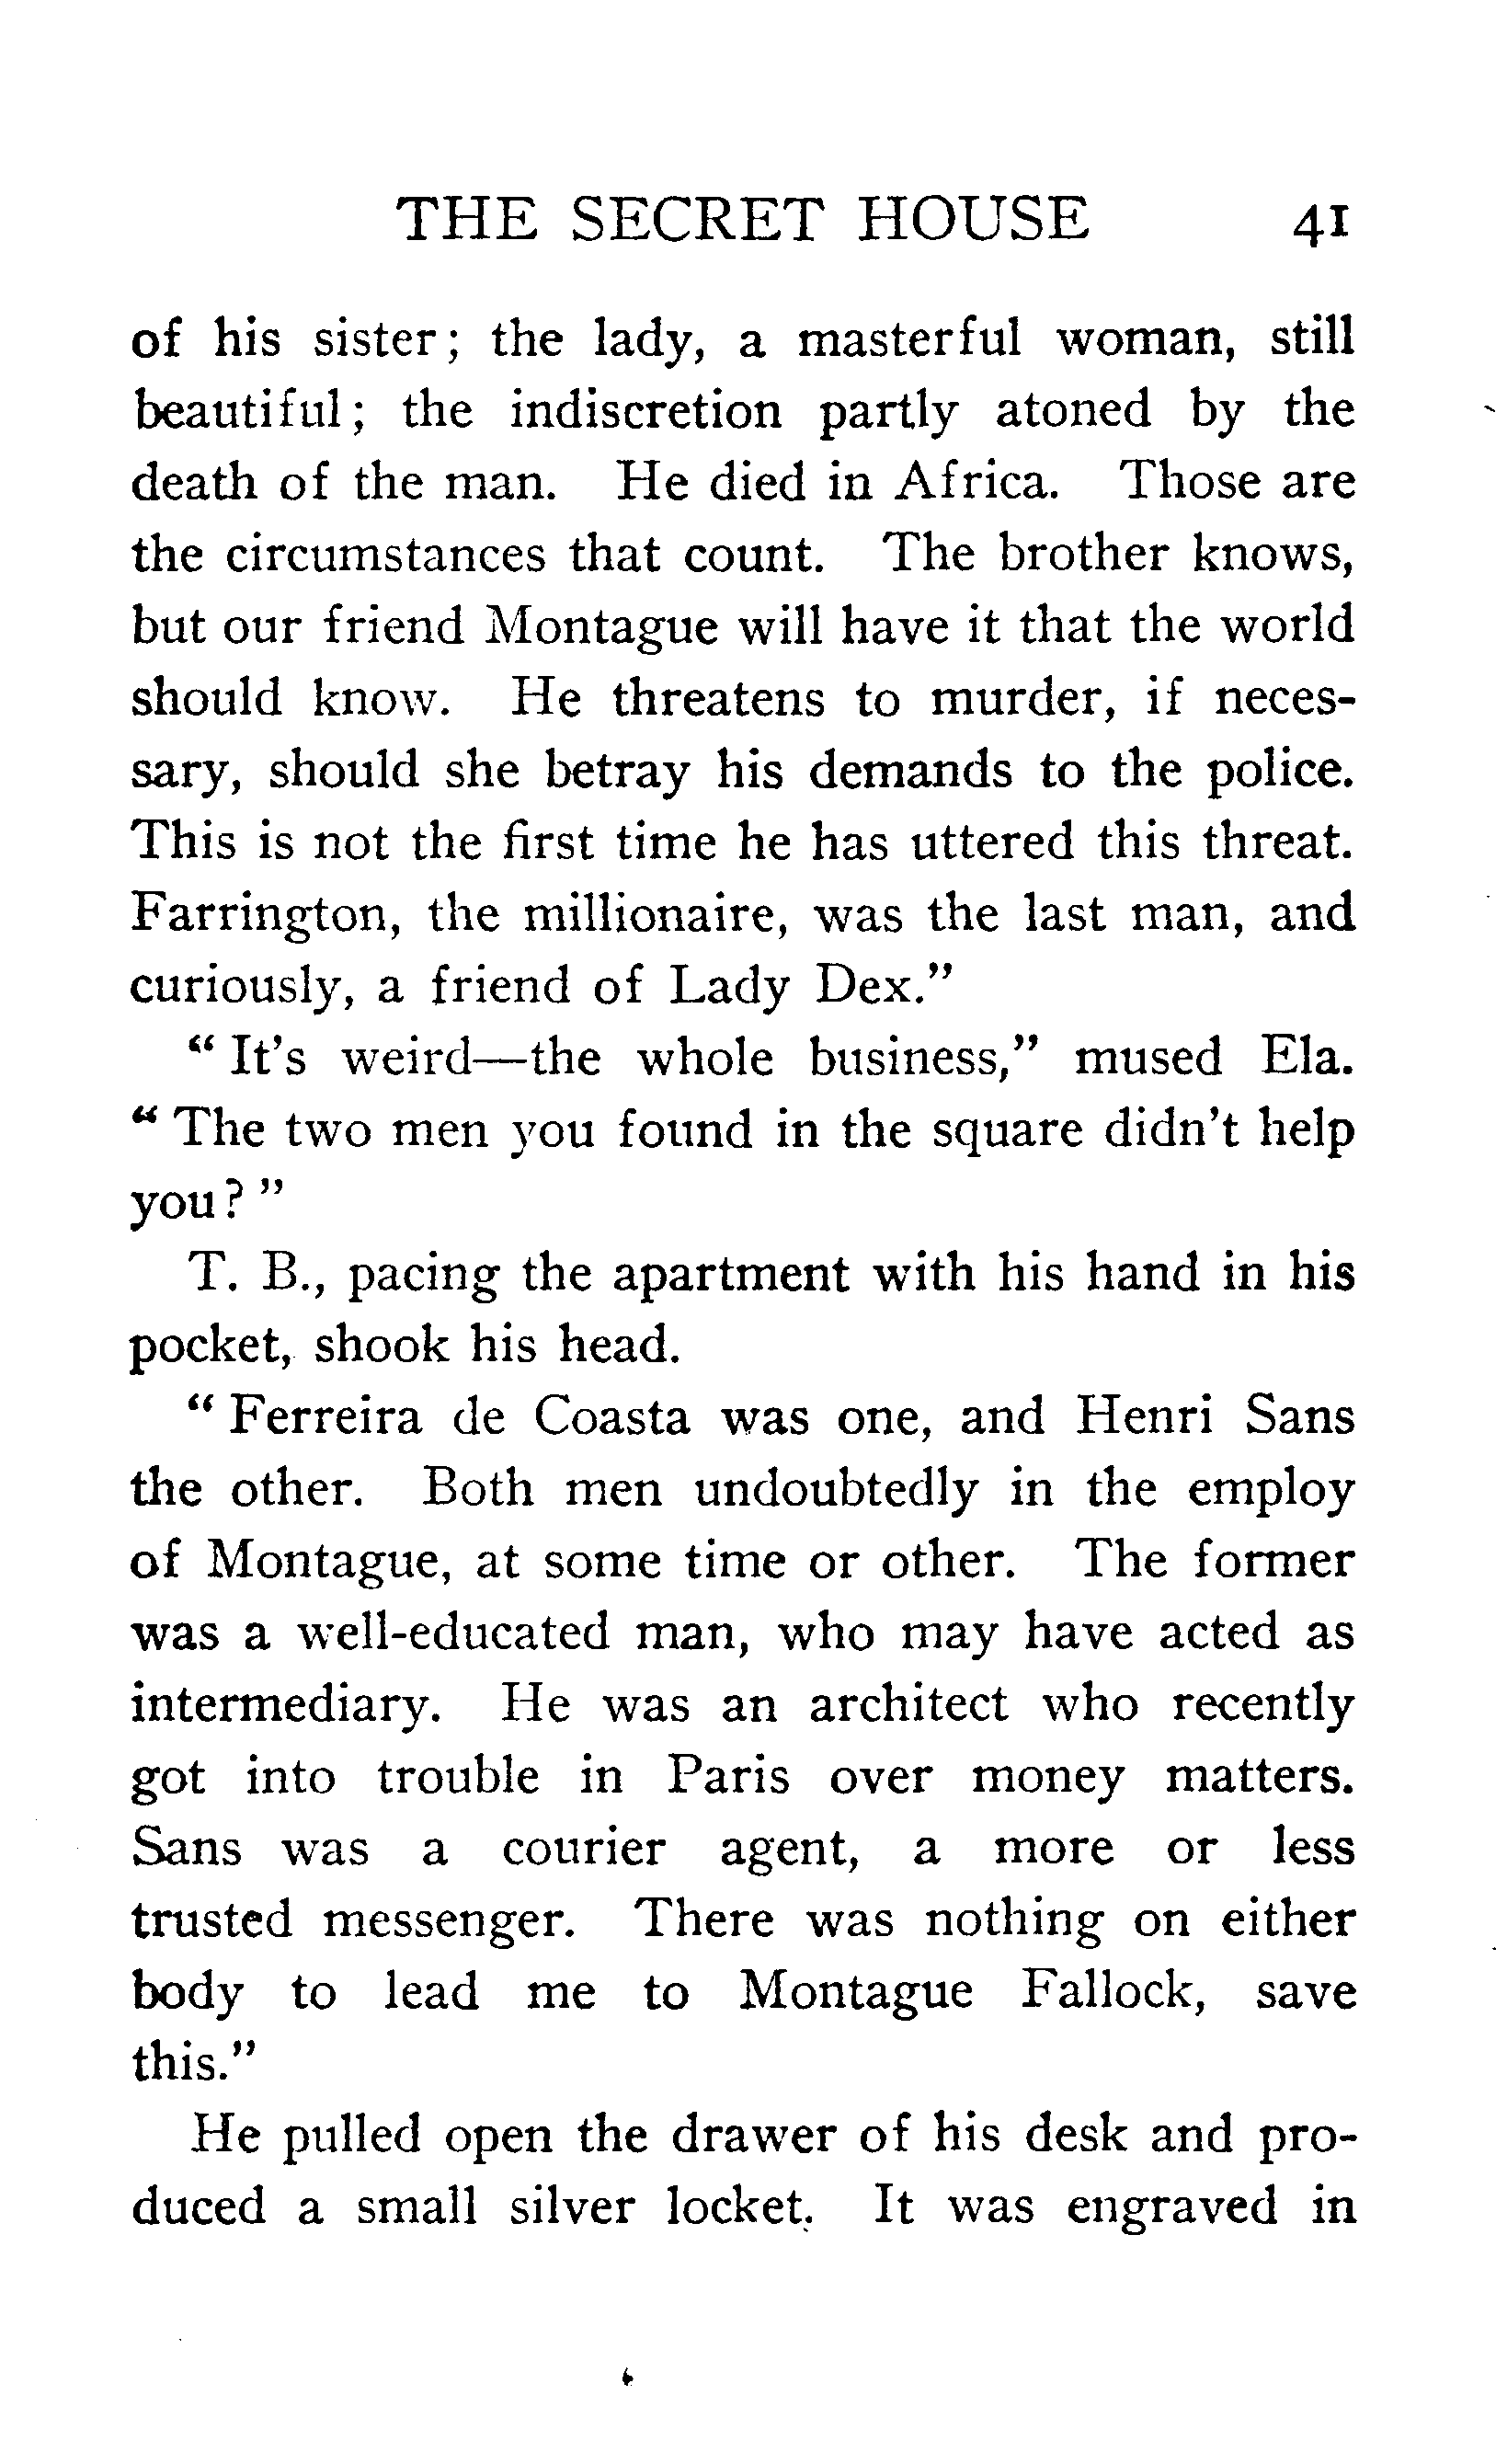 THE SECRET HOUSE 41
of his sister; the lady, a masterful woman, still
beautiful; the indiscretion partly atoned by the
death of the man. He died in Africa. Those are
the circumstances that count. The brother knows,
but our friend Montague will have it that the world
should know. He threatens to murder, if neces-
sary, should she betray his demands to the police.
This is not the first time he has uttered this threat.
Farrington, the millionaire, was the last man, and
curiously, a friend of Lady Dex."
"It's weird—the whole business," mused Ela.
"The two men you found in the square didn't help
you?"
T. B., pacing the apartment with his hand in his
pocket, shook his head.
"Ferreira de Coasta was one, and Henri Sans
the other. Both men undoubtedly in the employ
of Montague, at some time or other. The former
was a well-educated man, who may have acted as
intermediary. He was an architect who recently
got into trouble in Paris over money matters.
Sans was a courier agent, a more or less
trusted messenger. There was nothing on either
body to lead me to Montague Fallock, save
this."
He pulled open the drawer of his desk and pro-
duced a small silver locket. It was engraved in